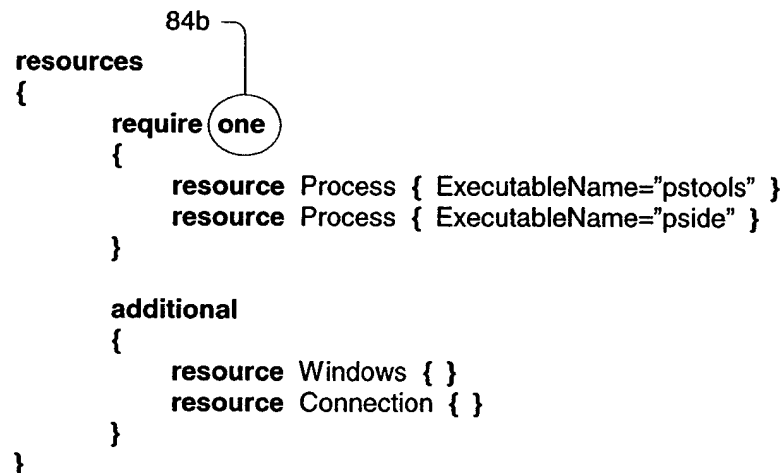 84b
resources
{
require one
{
resource Process { ExecutableName="pstools" }
resource Process { ExecutableName="pside" }
}
additional
{
resource Windows { }
resource Connection { }
}
}